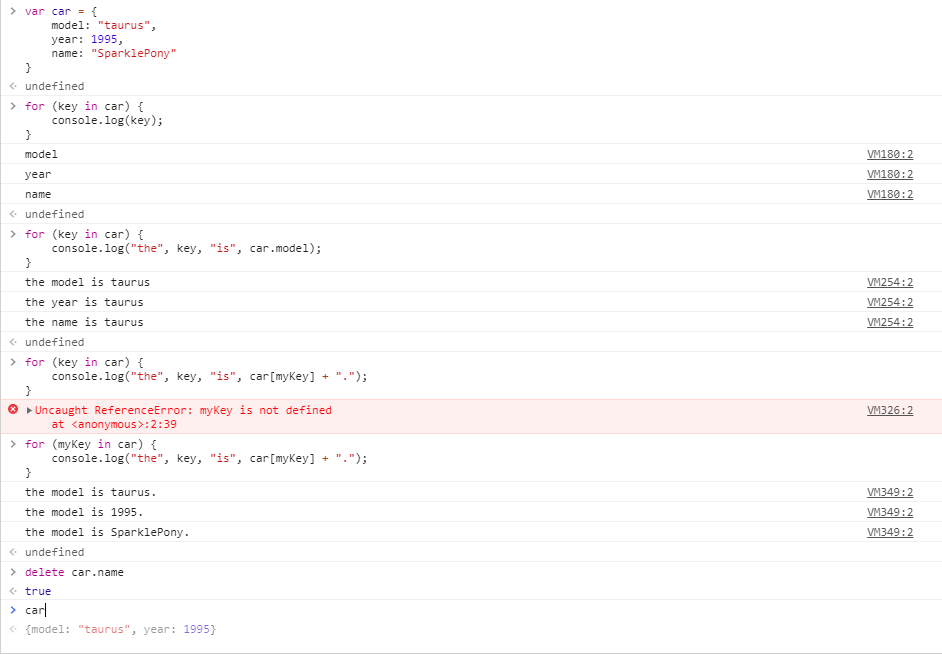 > var car = {
model: "taurus",
year: 1995,
name: "SparklePony"
}
<· undefined
> for (key in car) {
console.log(key);
}
model VM180:2
year VM180:2
name VM180:2
<· undefined
> for (key in car) {
console.log("the", key, "is", car.model);
}
the model is taurus VM254:2
the year is taurus VM254:2
the name is taurus VM254:2
<· undefined
> for (key in car) {
console.log("the", key, "is", car[myKey] + ".");
}
Uncaught ReferenceError: myKey is not defined VM326:2
at <anonymous>:2:39
> for (myKey in car) {
console.log("the", key, "is", car[myKey] + ".");
}
the model is taurus. VM349:2
the model is 1995. VM349:2
the model is SparklePony. VM349:2
<· undefined
> delete car.name
<· true
> car
<· {model: "taurus", year: 1995}